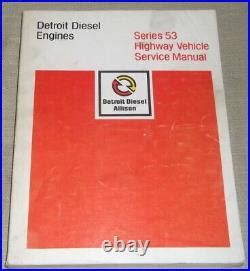 Detroit Diesel
Engines
Series 53
Highway Vehicle
Service Manual
Detroit Diesel
Allison